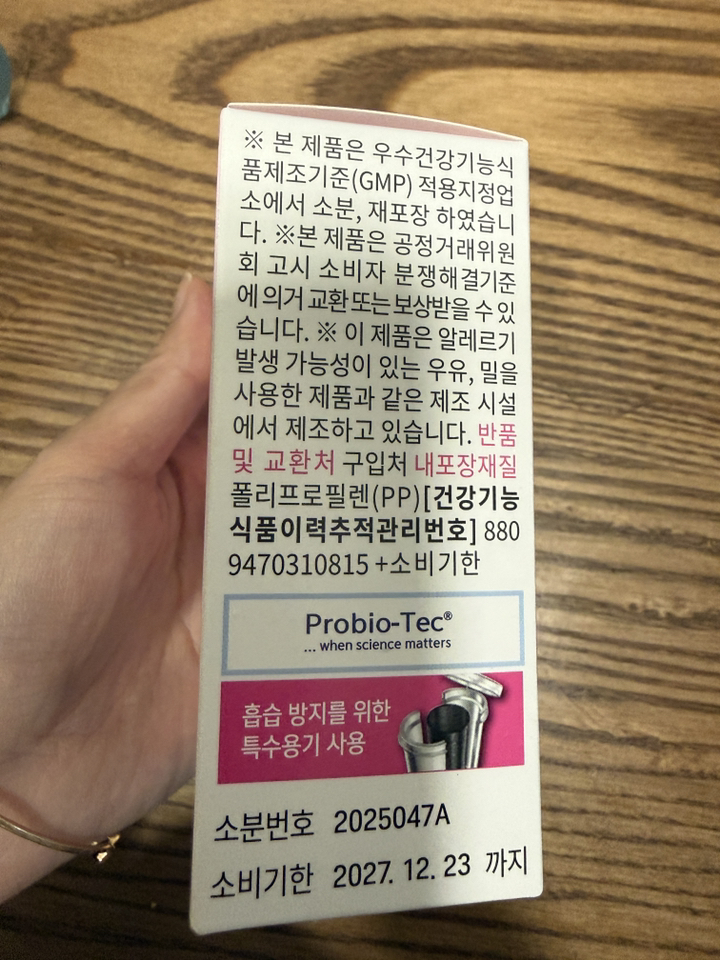 ※ 본 제품은 우수건강기능식
품제조기준(GMP) 적용지정업
소에서 소분, 재포장 하였습니
다. ※본 제품은 공정거래위원
회 고시 소비자 분쟁해결기준
에 의거 교환또는보상받을 수 있
습니다. ※ 이 제품은 알레르기
발생 가능성이 있는 우유, 밀을
사용한 제품과 같은 제조 시설
에서 제조하고 있습니다. 반품
및 교환처 구입처 내포장재질
폴리프로필렌(PP)[건강기능
식품이력추적관리번호] 880
9470310815 +소비기한
Probio-Tec®
... when science matters
흡습 방지를 위한
특수용기 사용
소분번호 2025047A
소비기한 2027. 12. 23 까지